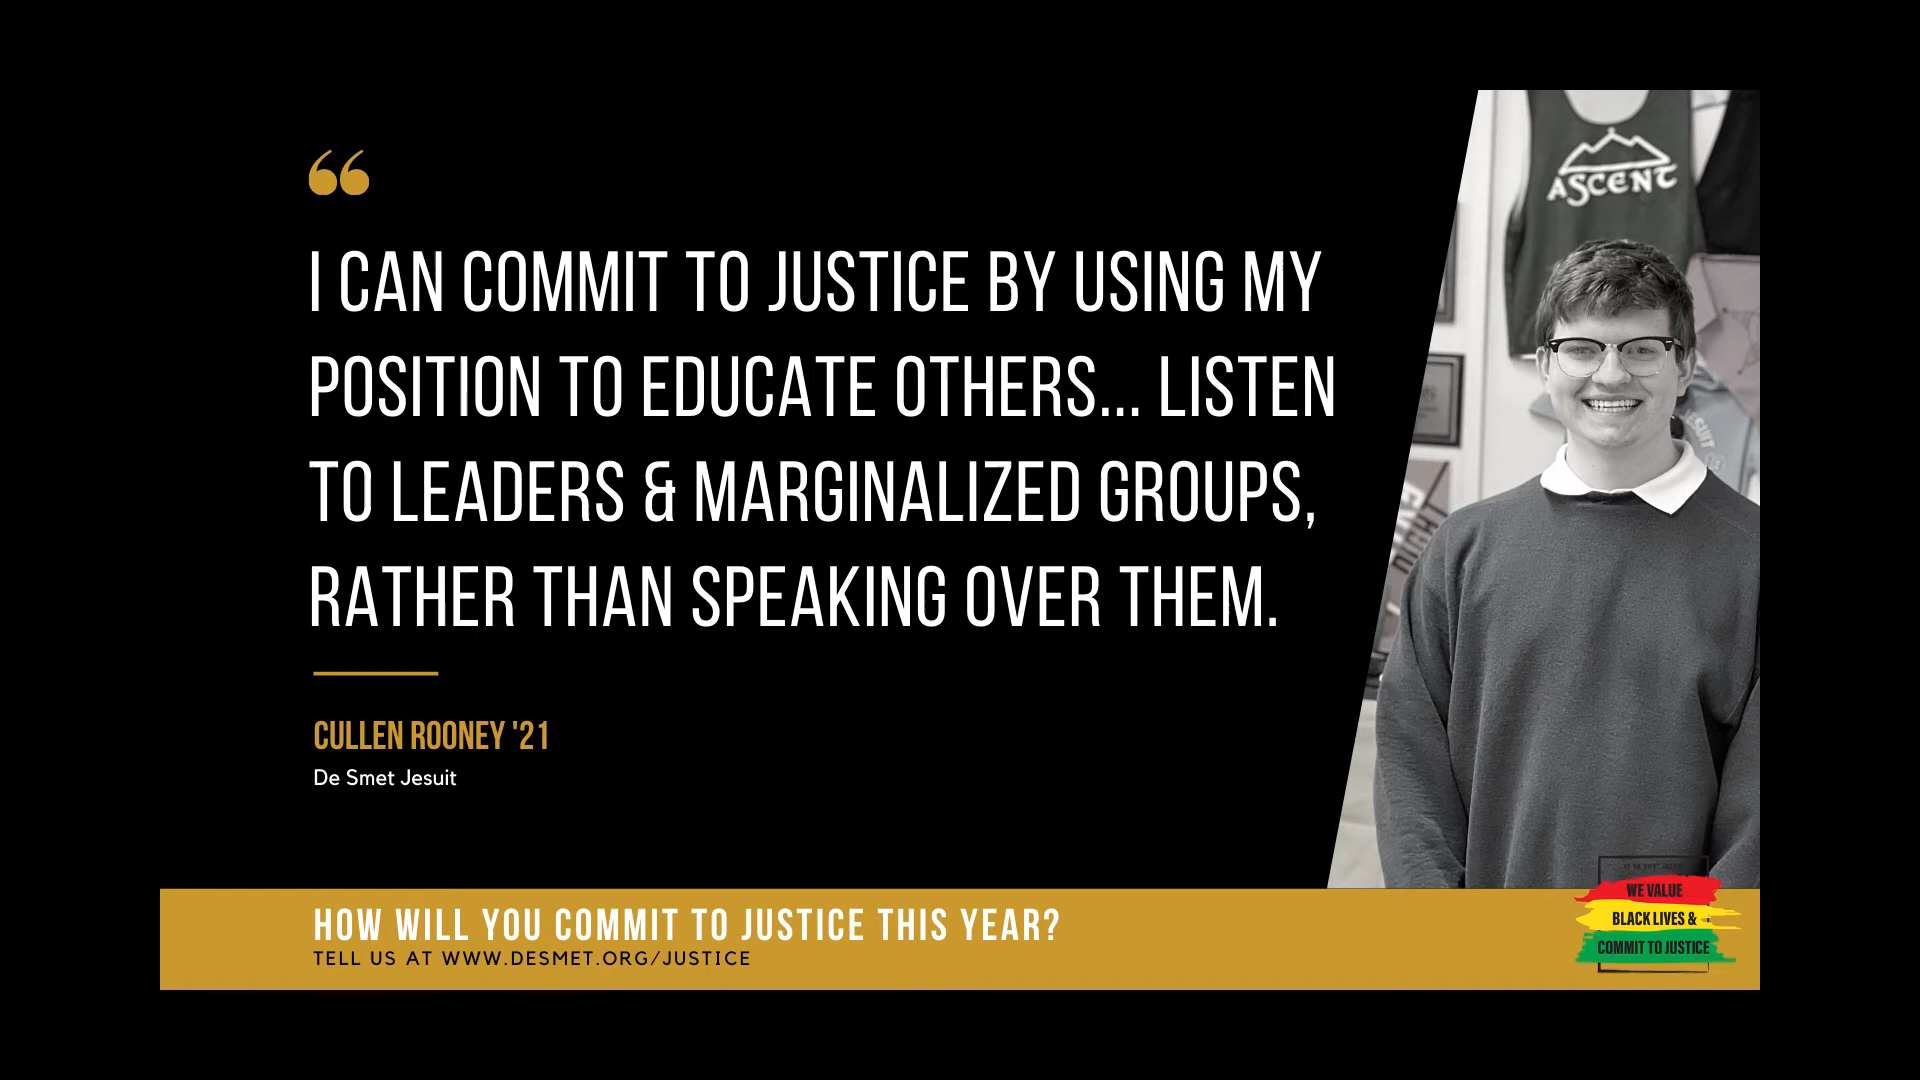 “
I CAN COMMIT TO JUSTICE BY USING MY
POSITION TO EDUCATE OTHERS... LISTEN
TO LEADERS & MARGINALIZED GROUPS,
RATHER THAN SPEAKING OVER THEM.
CULLEN ROONEY '21
De Smet Jesuit
HOW WILL YOU COMMIT TO JUSTICE THIS YEAR?
TELL US AT WWW.DESMET.ORG/JUSTICE
ASCENT
WE VALUE
BLACK LIVES &
COMMIT TO JUSTICE